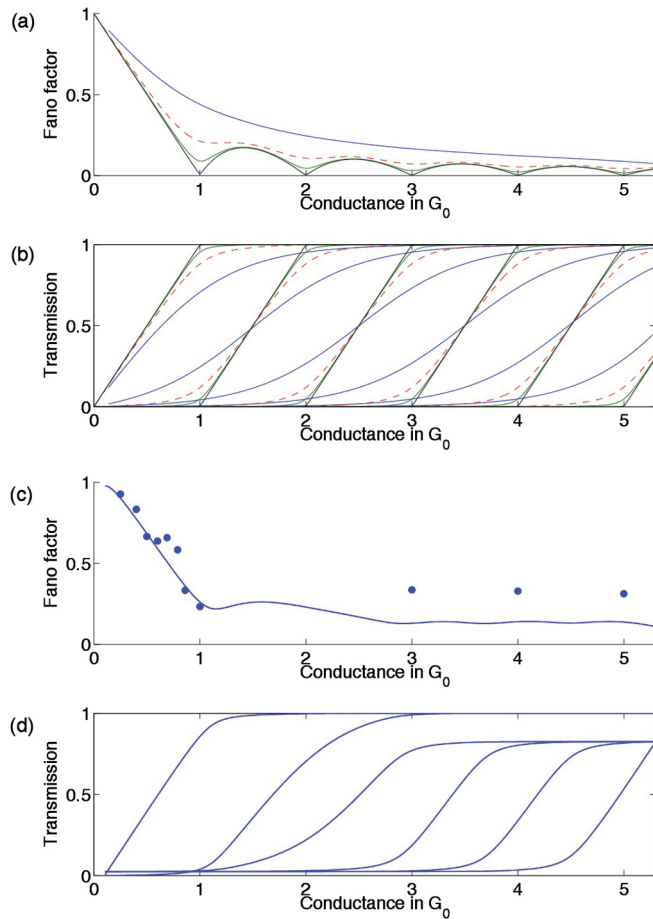 (a)
Fano factor
1
0.5
0
0 1 2 3 4 5
Conductance in G0
(b)
Transmission
1
0.5
0
0 1 2 3 4 5
Conductance in G0
(c)
Fano factor
1
0.5
0
0 1 2 3 4 5
Conductance in G0
(d)
Transmission
1
0.5
0
0 1 2 3 4 5
Conductance in G0